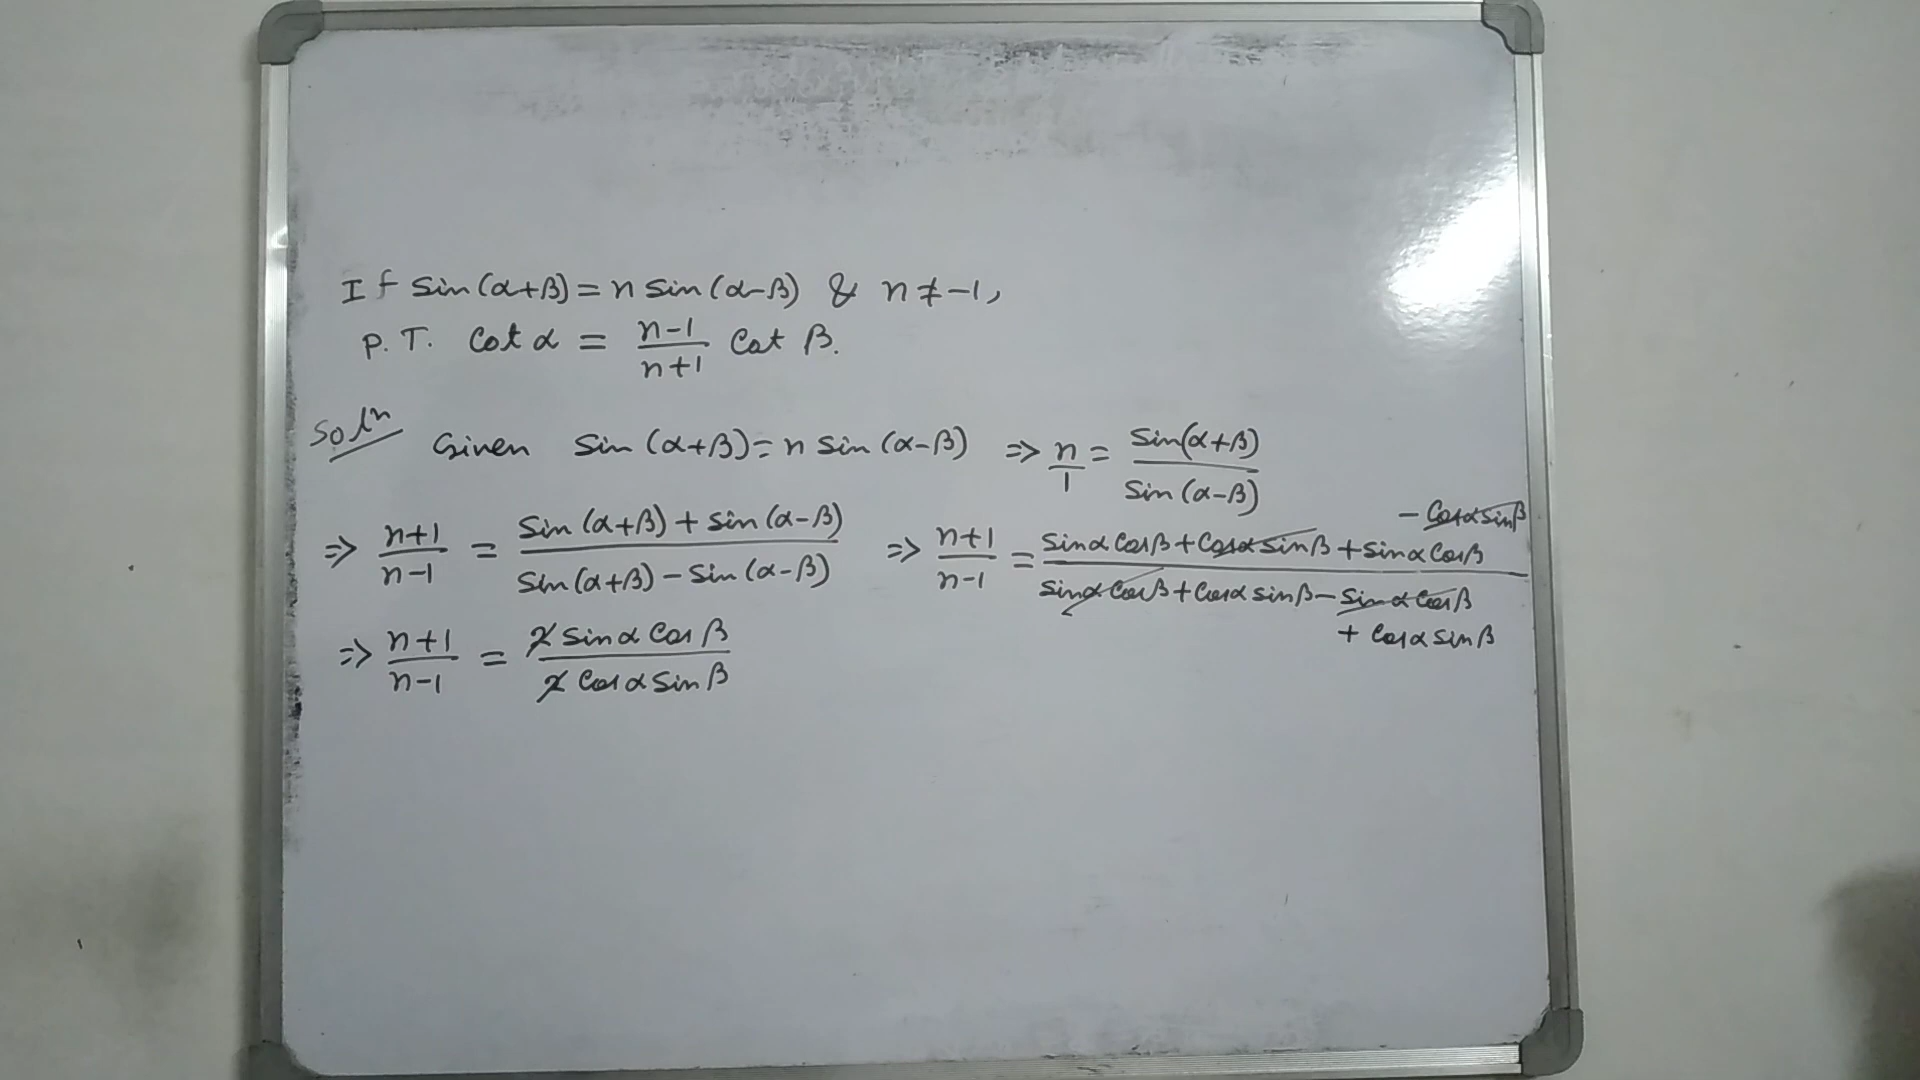 If Sin(α+β) = n Sin(α-β) & n ≠ -1,
P.T. Cot α = (n-1)/(n+1) Cot β.
Soln Given Sin (α+β) = n Sin (α-β) ⇒ n/1 = Sin(α+β)/Sin(α-β)
⇒ (n+1)/(n-1) = (Sin (α+β) + Sin (α-β))/(Sin (α+β) - Sin (α-β)) ⇒ (n+1)/(n-1) = (Sinα Cosβ + Cosα Sinβ + Sinα Cosβ - Cosα Sinβ)/(Sinα Cosβ + Cosα Sinβ - Sinα Cosβ + Cosα Sinβ)
⇒ (n+1)/(n-1) = (2 Sinα Cosβ)/(2 Cosα Sinβ)